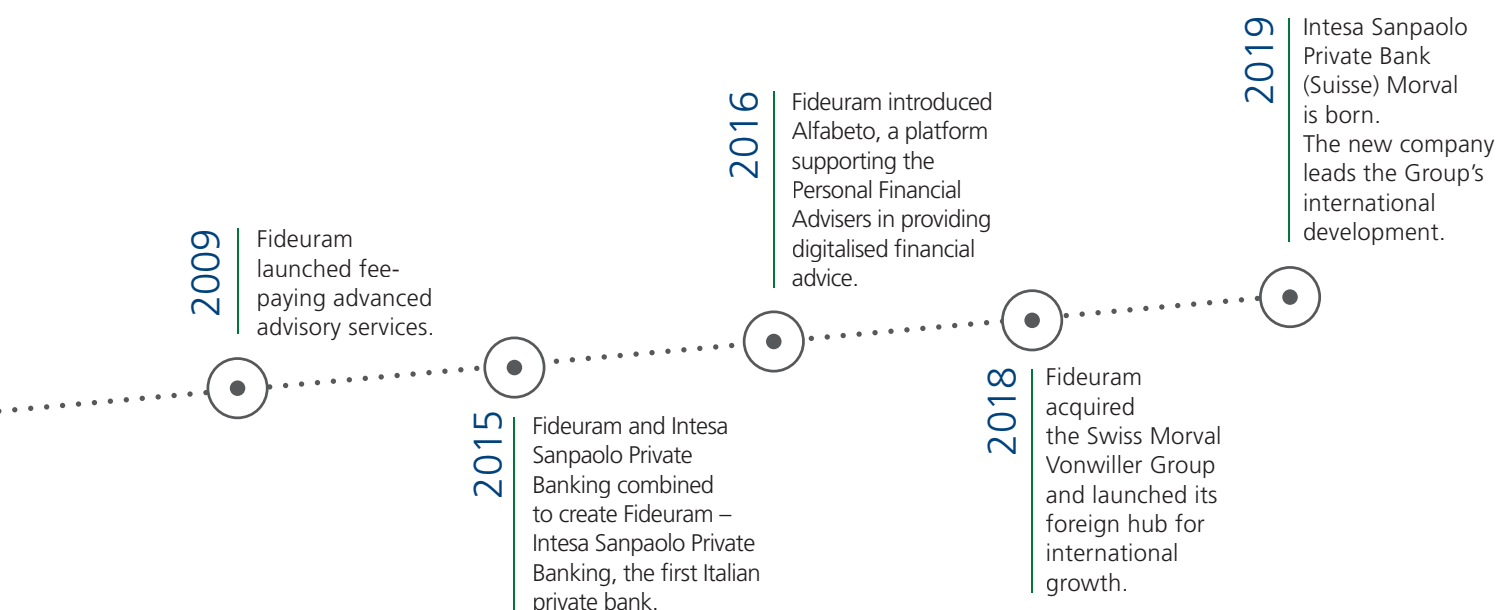 2009
Fideuram
launched fee-
paying advanced
advisory services.
2015
Fideuram and Intesa
Sanpaolo Private
Banking combined
to create Fideuram –
Intesa Sanpaolo Private
Banking, the first Italian
private bank.
2016
Fideuram introduced
Alfabeto, a platform
supporting the
Personal Financial
Advisers in providing
digitalised financial
advice.
2018
Fideuram
acquired
the Swiss Morval
Vonwiller Group
and launched its
foreign hub for
international
growth.
2019
Intesa Sanpaolo
Private Bank
(Suisse) Morval
is born.
The new company
leads the Group’s
international
development.